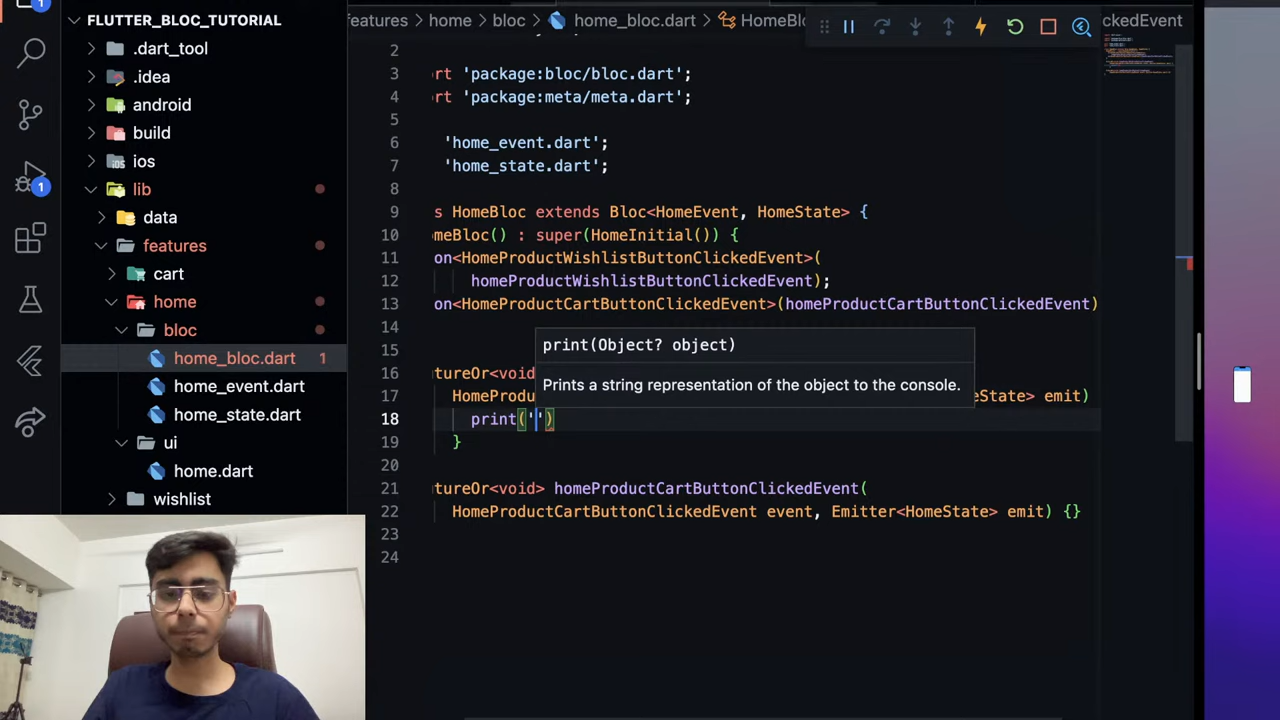 FLUTTER_BLOC_TUTORIAL
.dart_tool
.idea
android
build
ios
lib
data
features
cart
home
bloc
home_bloc.dart 1
home_event.dart
home_state.dart
ui
home.dart
wishlist
1
features > home > bloc > home_bloc.dart > HomeBlo ckedEvent
2
3 ort 'package:bloc/bloc.dart';
4 ort 'package:meta/meta.dart';
6 'home_event.dart';
7 'home_state.dart';
8
9 s HomeBloc extends Bloc<HomeEvent, HomeState> {
10 meBloc() : super(HomeInitial()) {
11 on<HomeProductWishlistButtonClickedEvent>(
12 homeProductWishlistButtonClickedEvent);
13 on<HomeProductCartButtonClickedEvent>(homeProductCartButtonClickedEvent)
14
15
16 tureOr<void>
17 HomeProdu eState> emit)
18 print('')
19 }
20
21 tureOr<void> homeProductCartButtonClickedEvent(
22 HomeProductCartButtonClickedEvent event, Emitter<HomeState> emit) {}
23
24
print(Object? object)
Prints a string representation of the object to the console.